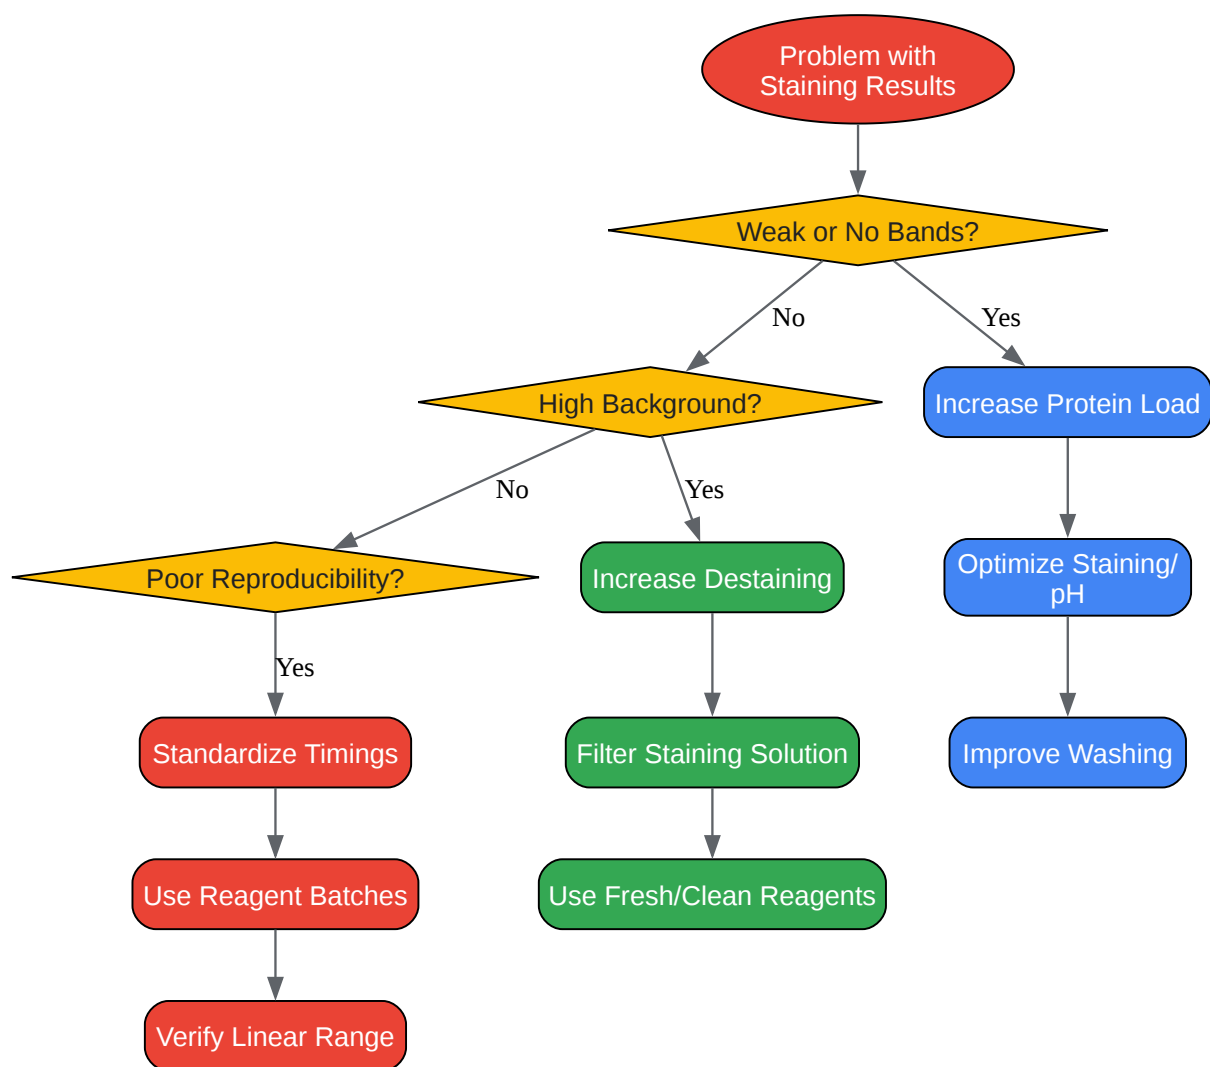 Problem with
Staining Results
Weak or No Bands?
No
Yes
High Background?
Increase Protein Load
No
Yes
Poor Reproducibility?
Increase Destaining
Optimize Staining/
pH
Yes
Standardize Timings
Filter Staining Solution
Improve Washing
Use Reagent Batches
Use Fresh/Clean Reagents
Verify Linear Range